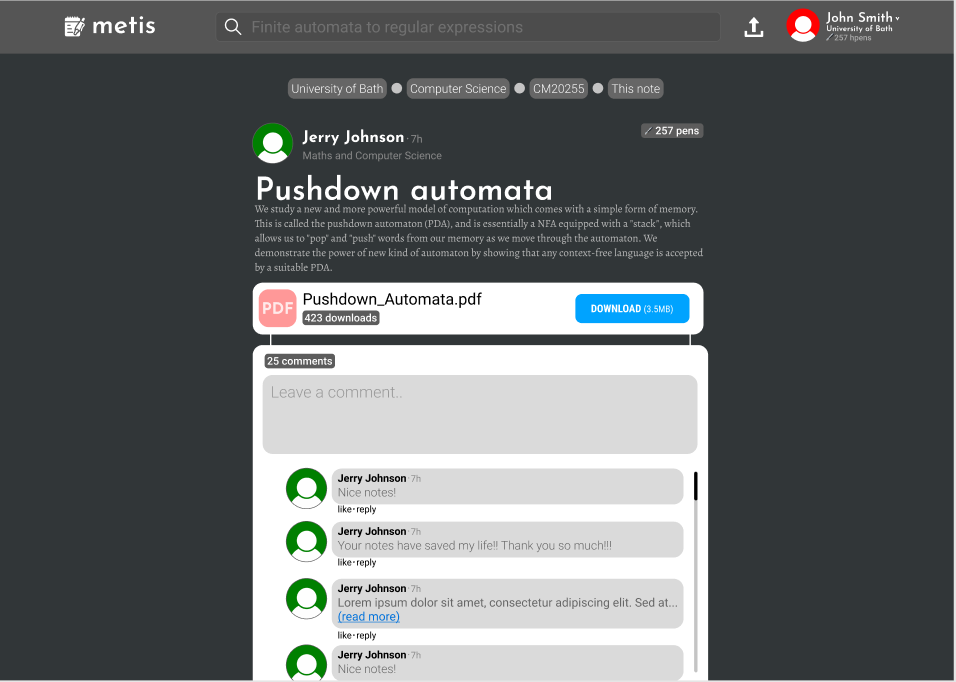 metis
Finite automata to regular expressions
John Smith
University of Bath
257 hpens
University of Bath
Computer Science
CM20255
This note
Jerry Johnson · 7h
257 pens
Maths and Computer Science
Pushdown automata
We study a new and more powerful model of computation which comes with a simple form of memory.
This is called the pushdown automaton (PDA), and is essentially a NFA equipped with a "stack", which
allows us to "pop" and "push" words from our memory as we move through the automaton. We
demonstrate the power of new kind of automaton by showing that any context-free language is accepted
by a suitable PDA.
PDF
Pushdown_Automata.pdf
423 downloads
DOWNLOAD (3.5MB)
25 comments
Leave a comment..
Jerry Johnson · 7h
Nice notes!
like · reply
Jerry Johnson · 7h
Your notes have saved my life!! Thank you so much!!!
like · reply
Jerry Johnson · 7h
Lorem ipsum dolor sit amet, consectetur adipiscing elit. Sed at...
(read more)
like · reply
Jerry Johnson · 7h
Nice notes!